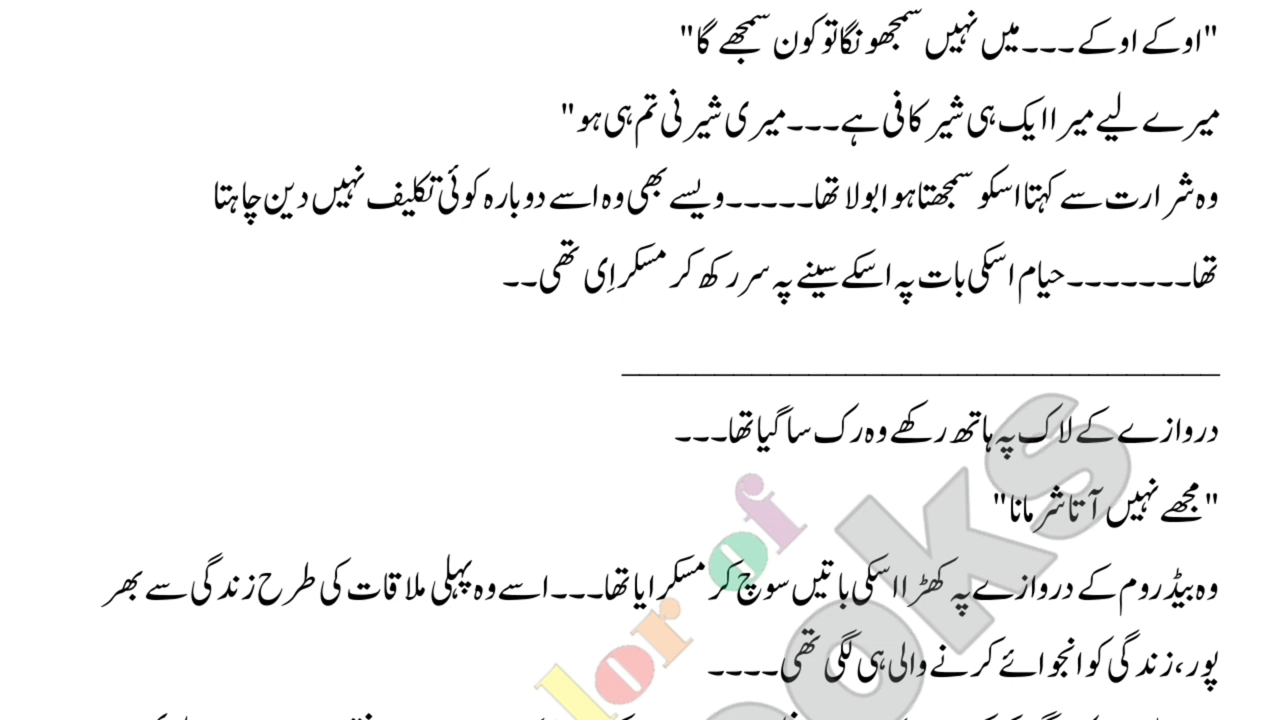 "اوکے اوکے۔۔۔میں نہیں سمجھونگا تو کون سمجھے گا"
میرے لیے میرا ایک ہی شیر کافی ہے۔۔۔میری شیرنی تم ہی ہو"
وہ شرارت سے کہتا اسکو سمجھتا ہوا بولا تھا۔۔۔۔۔ویسے بھی وہ اسے دوبارہ کوئی تکلیف نہیں دین چاہتا
تھا۔۔۔۔۔۔۔حیام اسکی بات پہ اسکے سینے پہ سر رکھ کر مسکراِی تھی۔۔
________________________________
دروازے کے لاک پہ ہاتھ رکھے وہ رک سا گیا تھا۔۔۔
"مجھے نہیں آتا شرمانا"
وہ بیڈروم کے دروازے پہ کھڑا اسکی باتیں سوچ کر مسکرایا تھا۔۔۔اسے وہ پہلی ملاقات کی طرح زندگی سے بھر
پور،زندگی کو انجوائے کرنے والی ہی لگی تھی۔۔۔۔
lor of
ooks